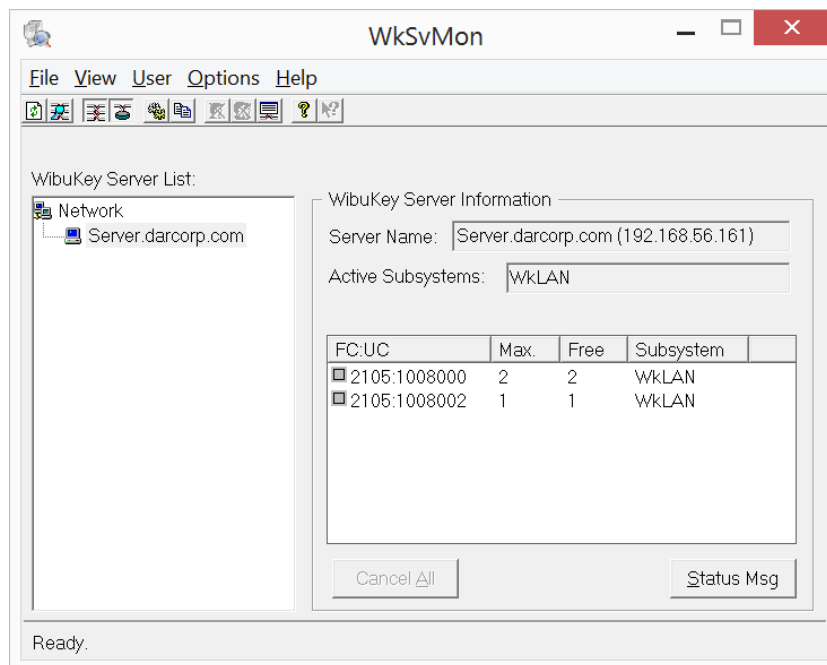 WkSvMon
File View User Options Help
WibuKey Server List:
Network
Server.darcorp.com
WibuKey Server Information
Server Name: Server.darcorp.com (192.168.56.161)
Active Subsystems: WkLAN
FC:UC Max. Free Subsystem
2105:1008000 2 2 WkLAN
2105:1008002 1 1 WkLAN
Cancel All Status Msg
Ready.